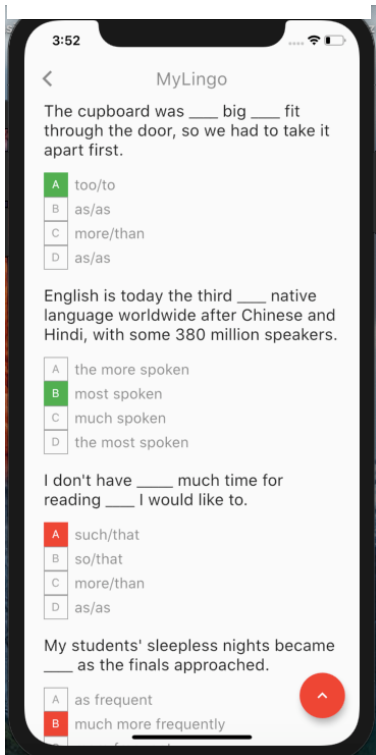 3:52
MyLingo
The cupboard was ____ big ____ fit
through the door, so we had to take it
apart first.
A too/to
B as/as
C more/than
D as/as
English is today the third ____ native
language worldwide after Chinese and
Hindi, with some 380 million speakers.
A the more spoken
B most spoken
C much spoken
D the most spoken
I don't have _____ much time for
reading ____ I would like to.
A such/that
B so/that
C more/than
D as/as
My students' sleepless nights became
____ as the finals approached.
A as frequent
B much more frequently